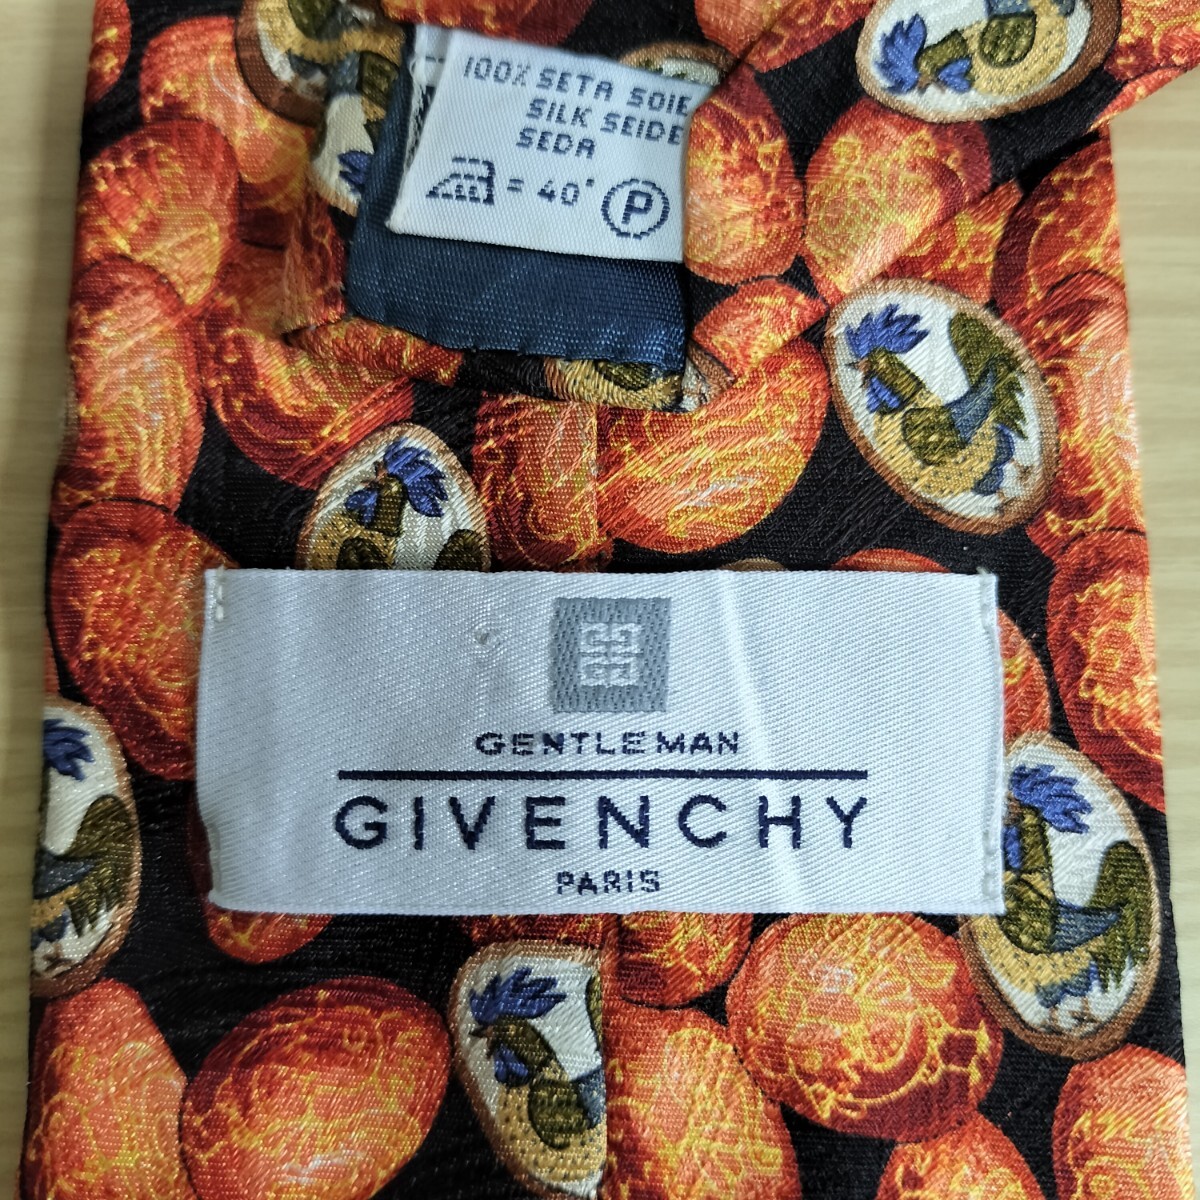 100% SETA SOIE
SILK SEIDE
SEDA
= 40° P
GENTLEMAN
GIVENCHY
PARIS